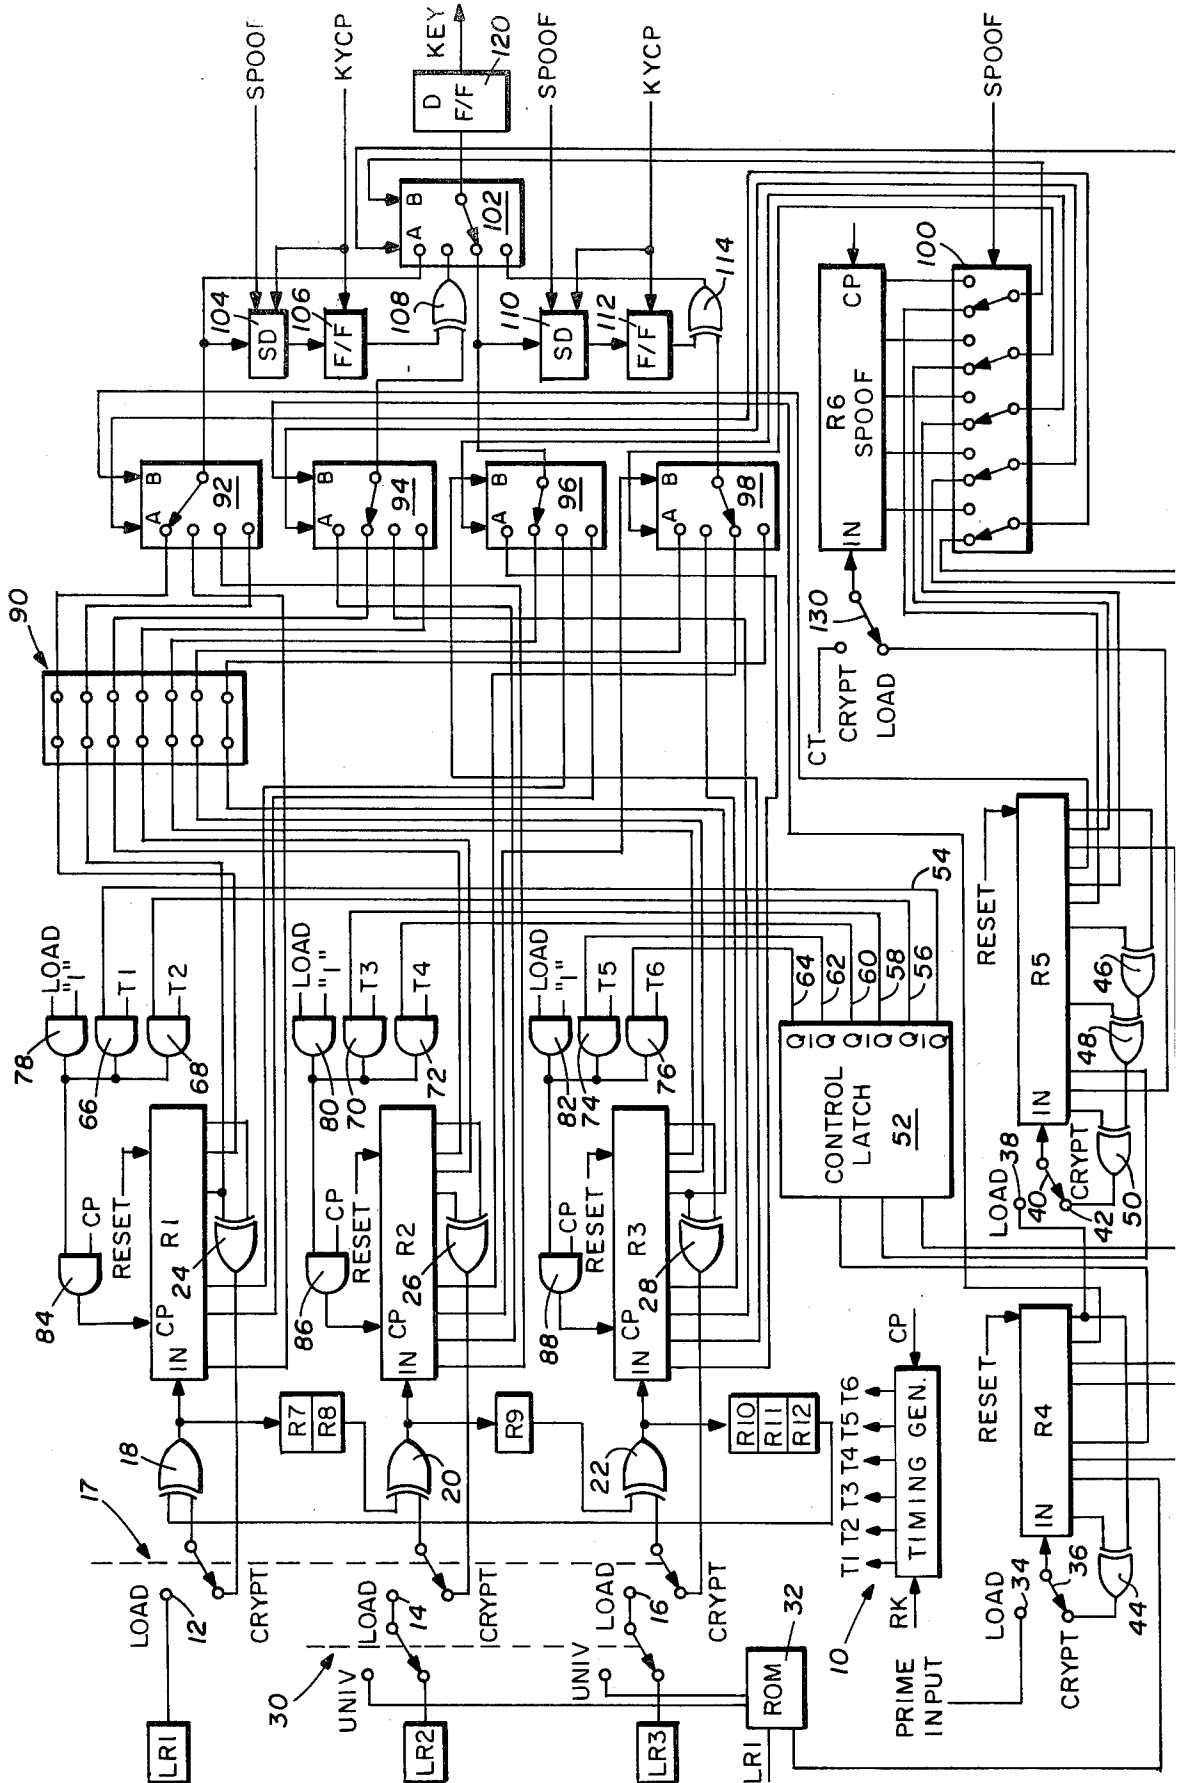 SPOOF
KYCP
KEY
D
F/F
120
SPOOF
KYCP
SPOOF
A
B
102
SD
104
F/F
106
108
SD
110
F/F
112
114
R6
SPOOF
IN
CP
100
A
B
92
A
B
94
A
B
96
A
B
98
90
CT
CRYPT
LOAD
130
LOAD
"1"
T1
T2
78
66
68
LOAD
"1"
T3
T4
80
70
72
LOAD
"1"
T5
T6
82
74
76
54
84
CP
RESET
CP
R1
IN
24
86
CP
RESET
CP
R2
IN
26
88
CP
RESET
CP
R3
IN
28
CONTROL
LATCH
52
Q
Q
Q
Q
Q
Q
64
62
60
58
56
RESET
R5
IN
46
48
50
LOAD
38
40
42
CRYPT
17
18
R7
R8
20
R9
22
R10
R11
R12
LOAD
12
CRYPT
LOAD
14
CRYPT
LOAD
16
CRYPT
30
UNIV
UNIV
LR1
LR2
LR3
LR1
ROM
32
T1 T2 T3 T4 T5 T6
TIMING GEN.
CP
RK
10
PRIME
INPUT
LOAD
34
36
CRYPT
44
RESET
R4
IN